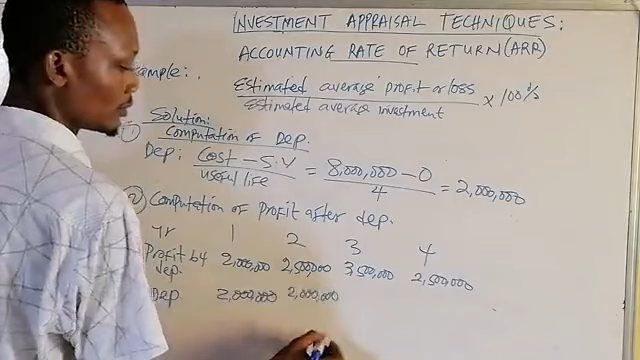 INVESTMENT APPRAISAL TECHNIQUES:
ACCOUNTING RATE OF RETURN (ARR)
Example:
Estimated average profit or loss
Estimated average investment
× 100%
Solution:
① Computation of Dep.
Dep: Cost - S.V
useful life
= 8,000,000 - 0
4
= 2,000,000
② Computation of profit after dep.
yr 1 2 3 4
Profit b4 dep. 2,000,000 2,500,000 3,500,000 2,500,000
Dep 2,000,000 2,000,000